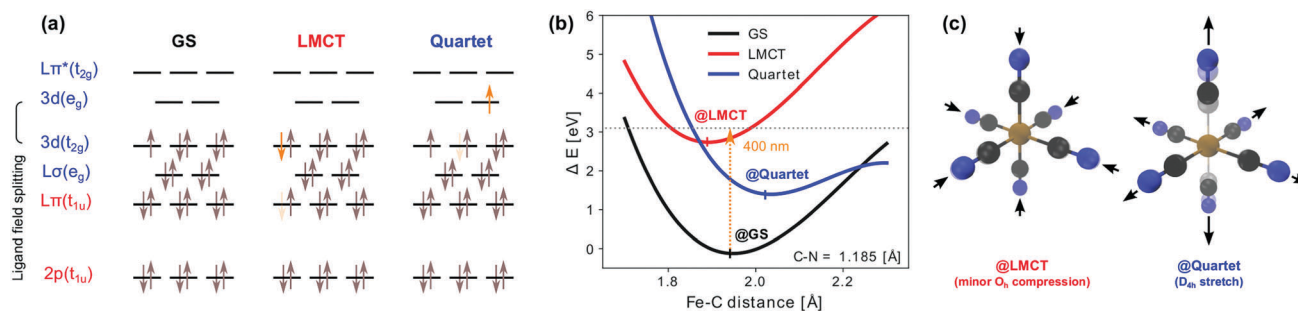 (a)
GS
LMCT
Quartet
Lπ*(t2g)
3d(eg)
3d(t2g)
Lσ(eg)
Lπ(t1u)
2p(t1u)
Ligand field splitting
(b)
6
5
4
3
2
1
0
Δ E [eV]
GS
LMCT
Quartet
@LMCT
400 nm
@Quartet
@GS
C-N = 1.185 [Å]
1.8
2.0
2.2
Fe-C distance [Å]
(c)
@LMCT
(minor Oh compression)
@Quartet
(D4h stretch)